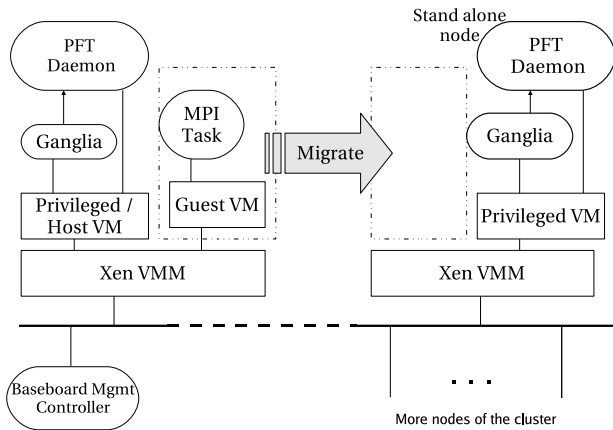 PFT
Daemon
Ganglia
MPI
Task
Privileged /
Host VM
Guest VM
Xen VMM
Migrate
Stand alone
node
PFT
Daemon
Ganglia
Privileged VM
Xen VMM
Baseboard Mgmt
Controller
. . .
More nodes of the cluster